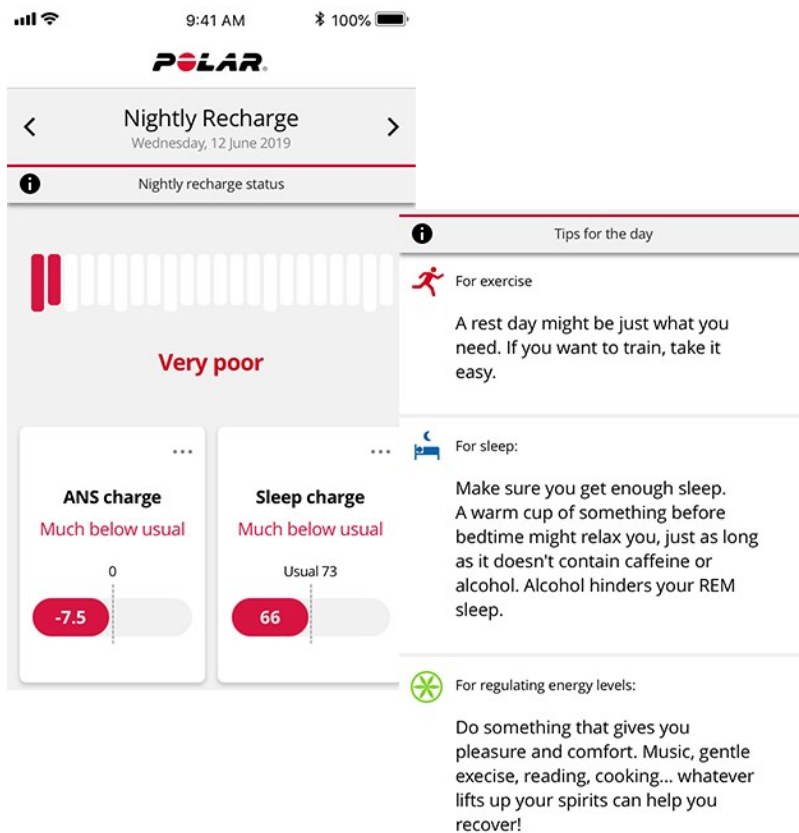 9:41 AM
100%
POLAR
Nightly Recharge
Wednesday, 12 June 2019
Nightly recharge status
Very poor
ANS charge
Much below usual
0
-7.5
Sleep charge
Much below usual
Usual 73
66
Tips for the day
For exercise
A rest day might be just what you
need. If you want to train, take it
easy.
For sleep:
Make sure you get enough sleep.
A warm cup of something before
bedtime might relax you, just as long
as it doesn't contain caffeine or
alcohol. Alcohol hinders your REM
sleep.
For regulating energy levels:
Do something that gives you
pleasure and comfort. Music, gentle
execise, reading, cooking... whatever
lifts up your spirits can help you
recover!